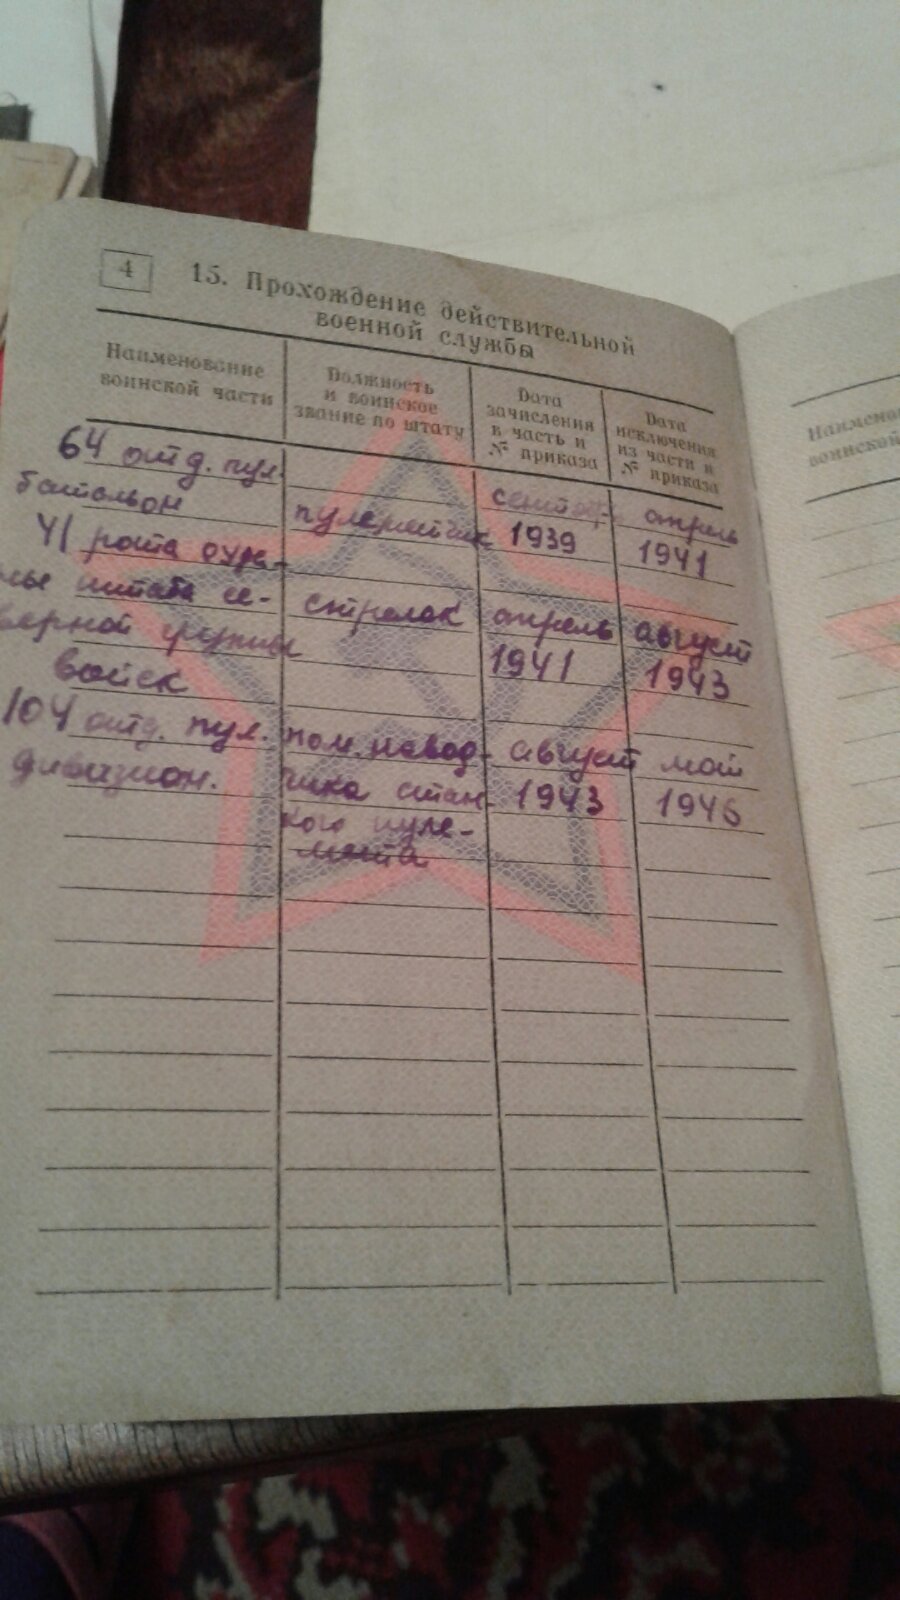 4
15. Прохождение действительной
военной службы
Наименование
воинской части
Должность
и воинское
звание по штату
Дата
зачисления
в часть и
№ приказа
Дата
исключения
из части и
№ приказа
64 отд. пул.
батальон
пулеметчик
1939
апрель
1941
41 рота охра-
штаба се-
верной группы
войск
стрелок
апрель
1941
август
1943
104 отд. пул.
дивизион.
пом. навод-
чика стан-
кого пуле-
мета
август
1943
май
1946
Наимено
воинской